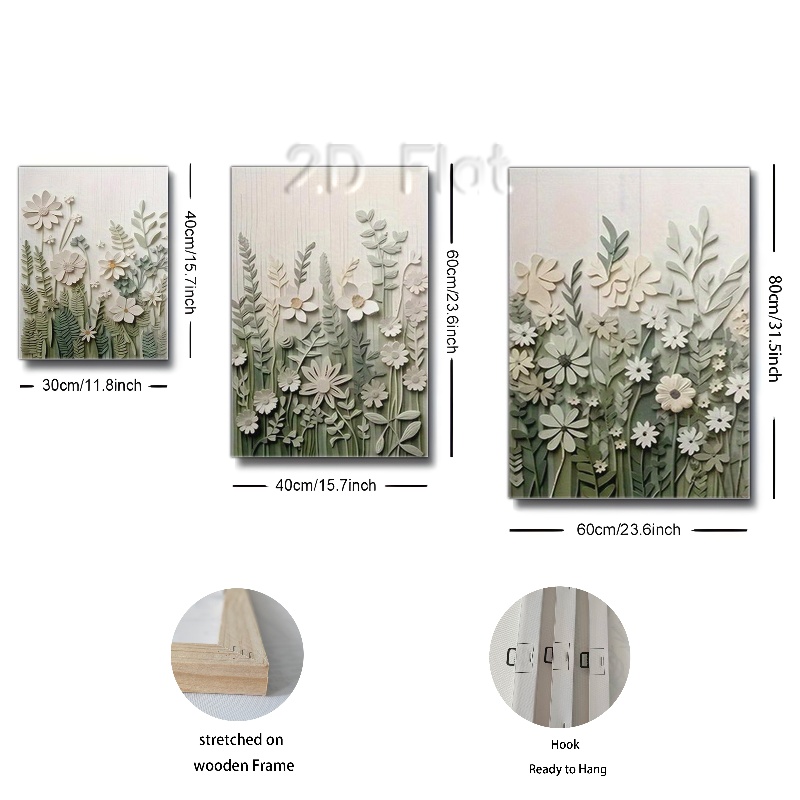 2.D Flat
40cm/15.7inch
30cm/11.8inch
60cm/23.6inch
40cm/15.7inch
80cm/31.5inch
60cm/23.6inch
stretched on
wooden Frame
Hook
Ready to Hang